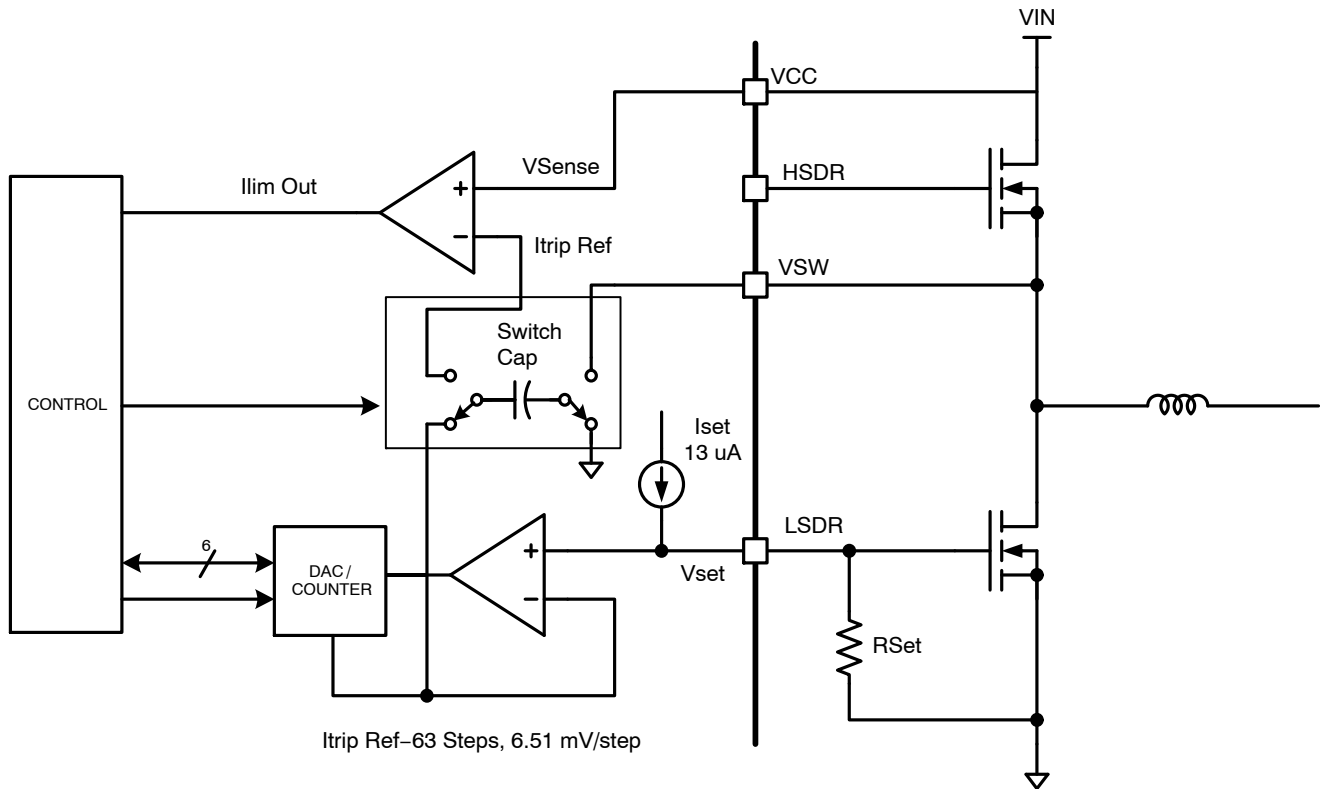 VIN
VCC
VSense
HSDR
Ilim Out
Itrip Ref
VSW
Switch
Cap
CONTROL
Iset
13 uA
LSDR
6
Vset
DAC /
COUNTER
RSet
Itrip Ref–63 Steps, 6.51 mV/step